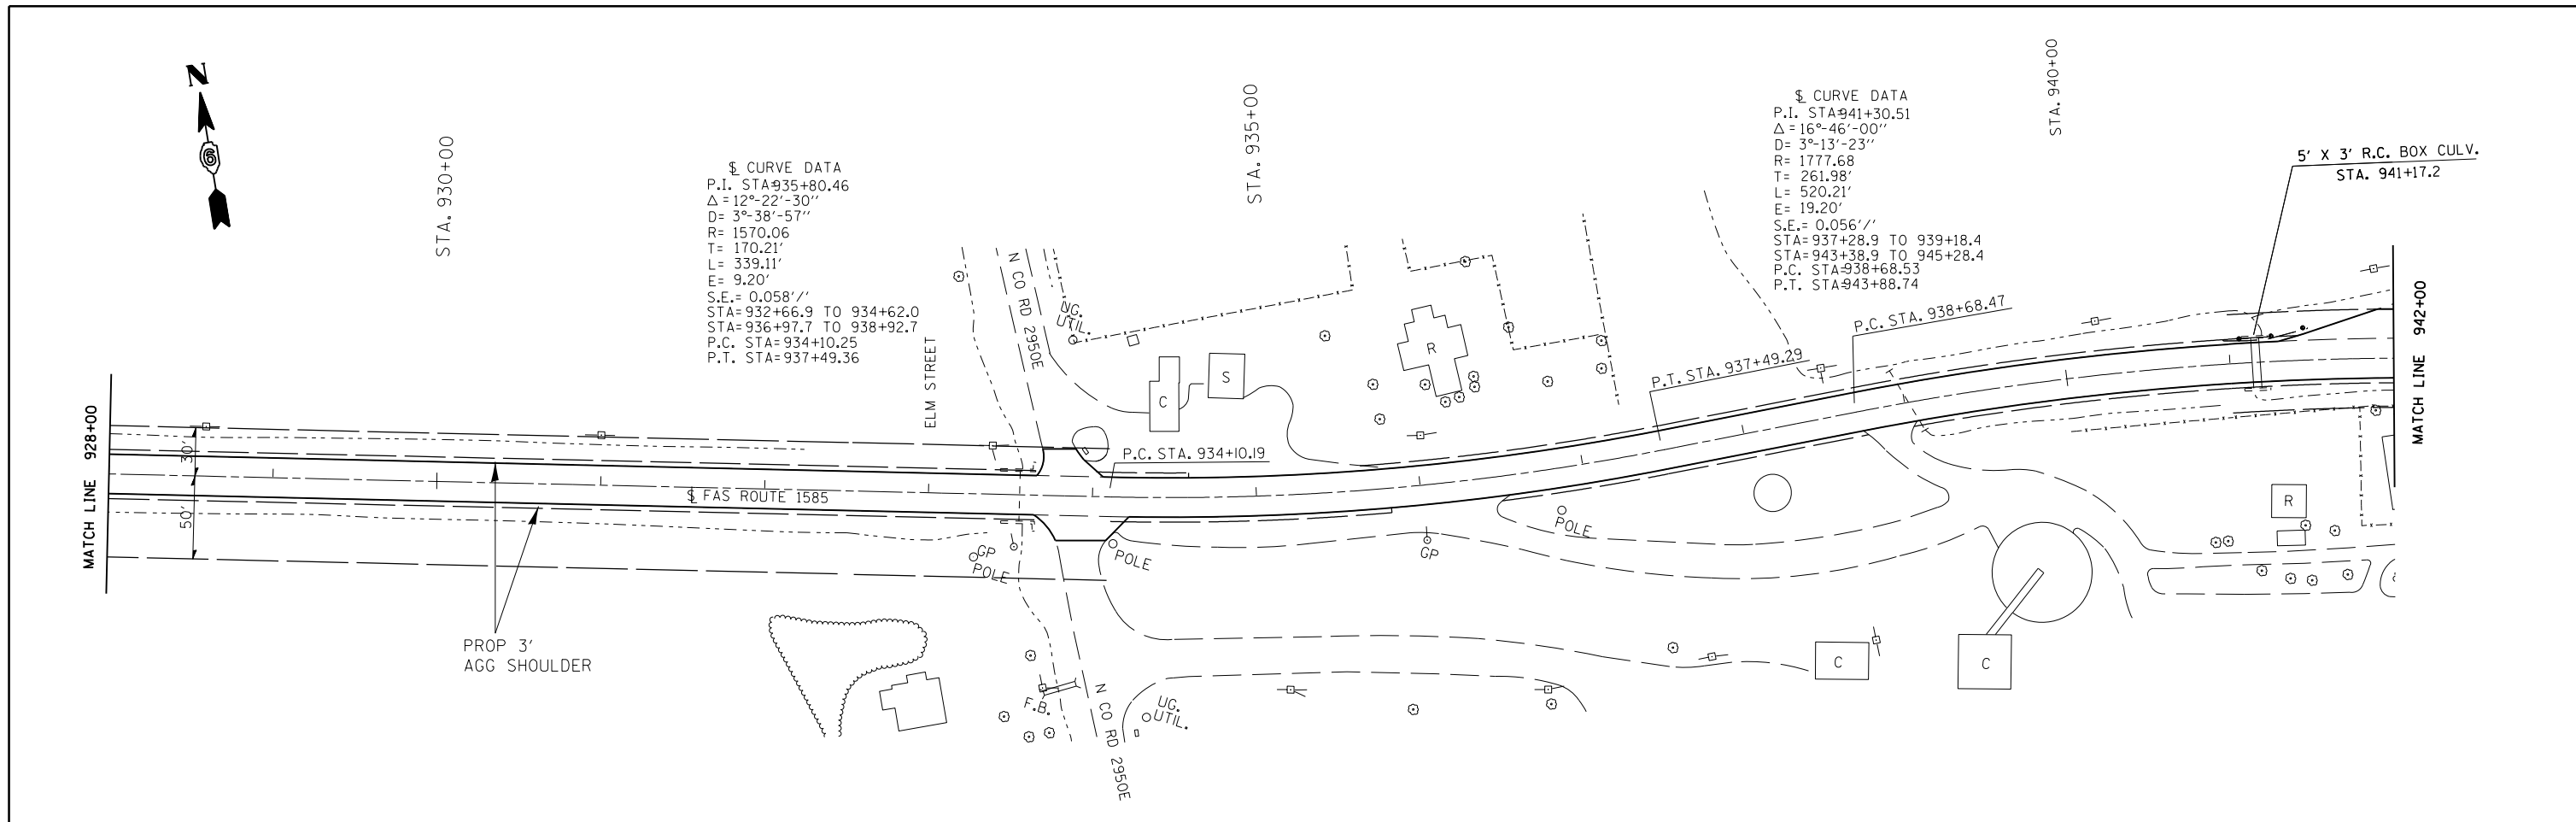 N
6
STA. 930+00
STA. 935+00
STA. 940+00
℄ CURVE DATA
P.I. STA=935+80.46
Δ = 12°-22'-30''
D= 3°-38'-57''
R= 1570.06
T= 170.21'
L= 339.11'
E= 9.20'
S.E.= 0.058'/'
STA=932+66.9 TO 934+62.0
STA=936+97.7 TO 938+92.7
P.C. STA=934+10.25
P.T. STA=937+49.36
℄ CURVE DATA
P.I. STA=941+30.51
Δ = 16°-46'-00''
D= 3°-13'-23''
R= 1777.68
T= 261.98'
L= 520.21'
E= 19.20'
S.E.= 0.056'/'
STA=937+28.9 TO 939+18.4
STA=943+38.9 TO 945+28.4
P.C. STA=938+68.53
P.T. STA=943+88.74
5' X 3' R.C. BOX CULV.
STA. 941+17.2
ELM STREET
N CO RD 2950E
UG.
UTIL.
C
S
R
P.C. STA. 934+10.19
P.T. STA. 937+49.29
P.C. STA. 938+68.47
MATCH LINE 928+00
MATCH LINE 942+00
30'
50'
℄ FAS ROUTE 1585
PROP 3'
AGG SHOULDER
GP
POLE
POLE
GP
POLE
R
C
C
F.B.
N CO RD 2950E
UG.
UTIL.